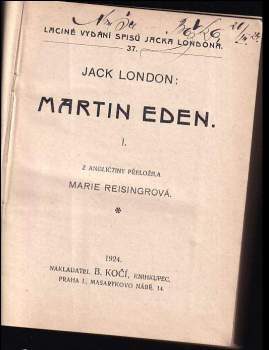 LACINÉ VYDÁNÍ SPISŮ JACKA LONDONA.
37.
JACK LONDON:
MARTIN EDEN.
I.
Z ANGLIČTINY PŘELOŽILA
MARIE REISINGROVÁ.
1924.
NAKLADATEL B. KOČÍ, KNIHKUPEC,
PRAHA I., MASARYKOVO NÁBŘ. 14.